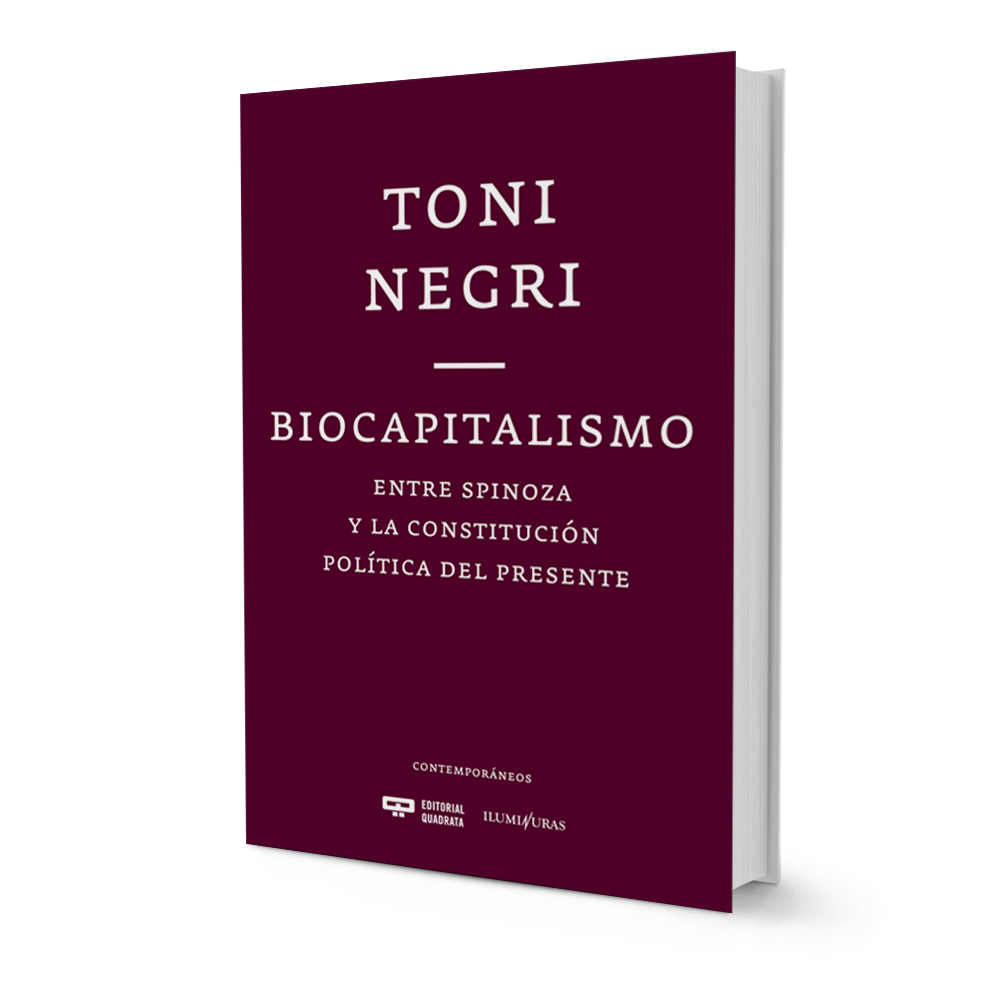 TONI
NEGRI
BIOCAPITALISMO
ENTRE SPINOZA
Y LA CONSTITUCIÓN
POLÍTICA DEL PRESENTE
CONTEMPORÁNEOS
EDITORIAL
QUADRATA
ILUMINURAS